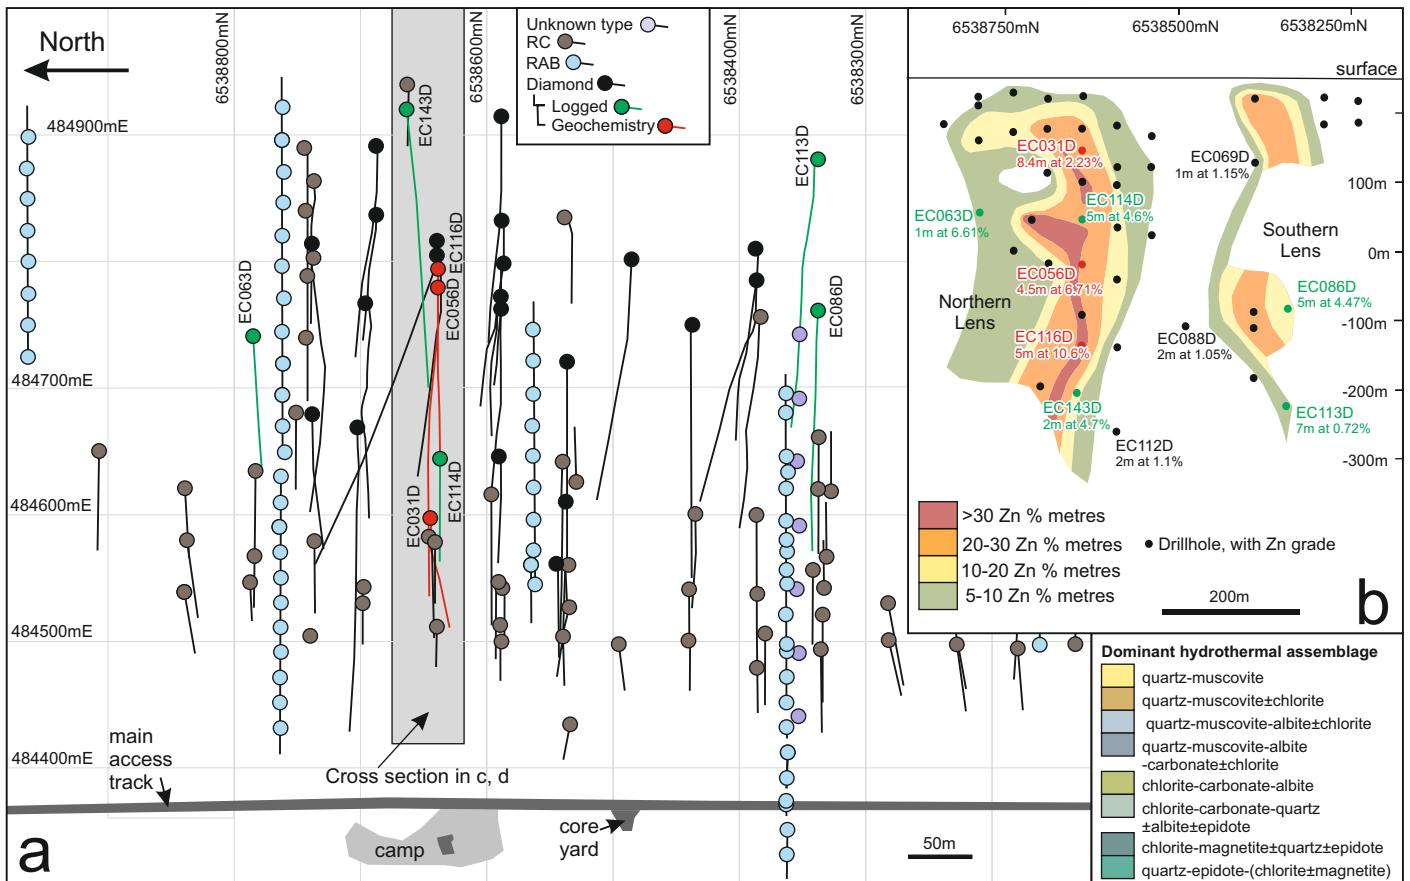 North
6538800mN
6538600mN
6538400mN
6538300mN
484900mE
484700mE
484600mE
484500mE
484400mE
Unknown type
RC
RAB
Diamond
Logged
Geochemistry
EC143D
EC116D
EC056D
EC063D
EC031D
EC114D
EC113D
EC086D
Cross section in c, d
main
access
track
camp
core
yard
50m
a
6538750mN
6538500mN
6538250mN
surface
100m
0m
-100m
-200m
-300m
EC031D
8.4m at 2.23%
EC114D
5m at 4.6%
EC063D
1m at 6.61%
EC056D
4.5m at 6.71%
Northern
Lens
EC116D
5m at 10.6%
EC143D
2m at 4.7%
EC112D
2m at 1.1%
EC069D
1m at 1.15%
Southern
Lens
EC086D
5m at 4.47%
EC088D
2m at 1.05%
EC113D
7m at 0.72%
>30 Zn % metres
20-30 Zn % metres
10-20 Zn % metres
5-10 Zn % metres
Drillhole, with Zn grade
200m
b
Dominant hydrothermal assemblage
quartz-muscovite
quartz-muscovite±chlorite
quartz-muscovite-albite±chlorite
quartz-muscovite-albite
-carbonate±chlorite
chlorite-carbonate-albite
chlorite-carbonate-quartz
±albite±epidote
chlorite-magnetite±quartz±epidote
quartz-epidote-(chlorite±magnetite)